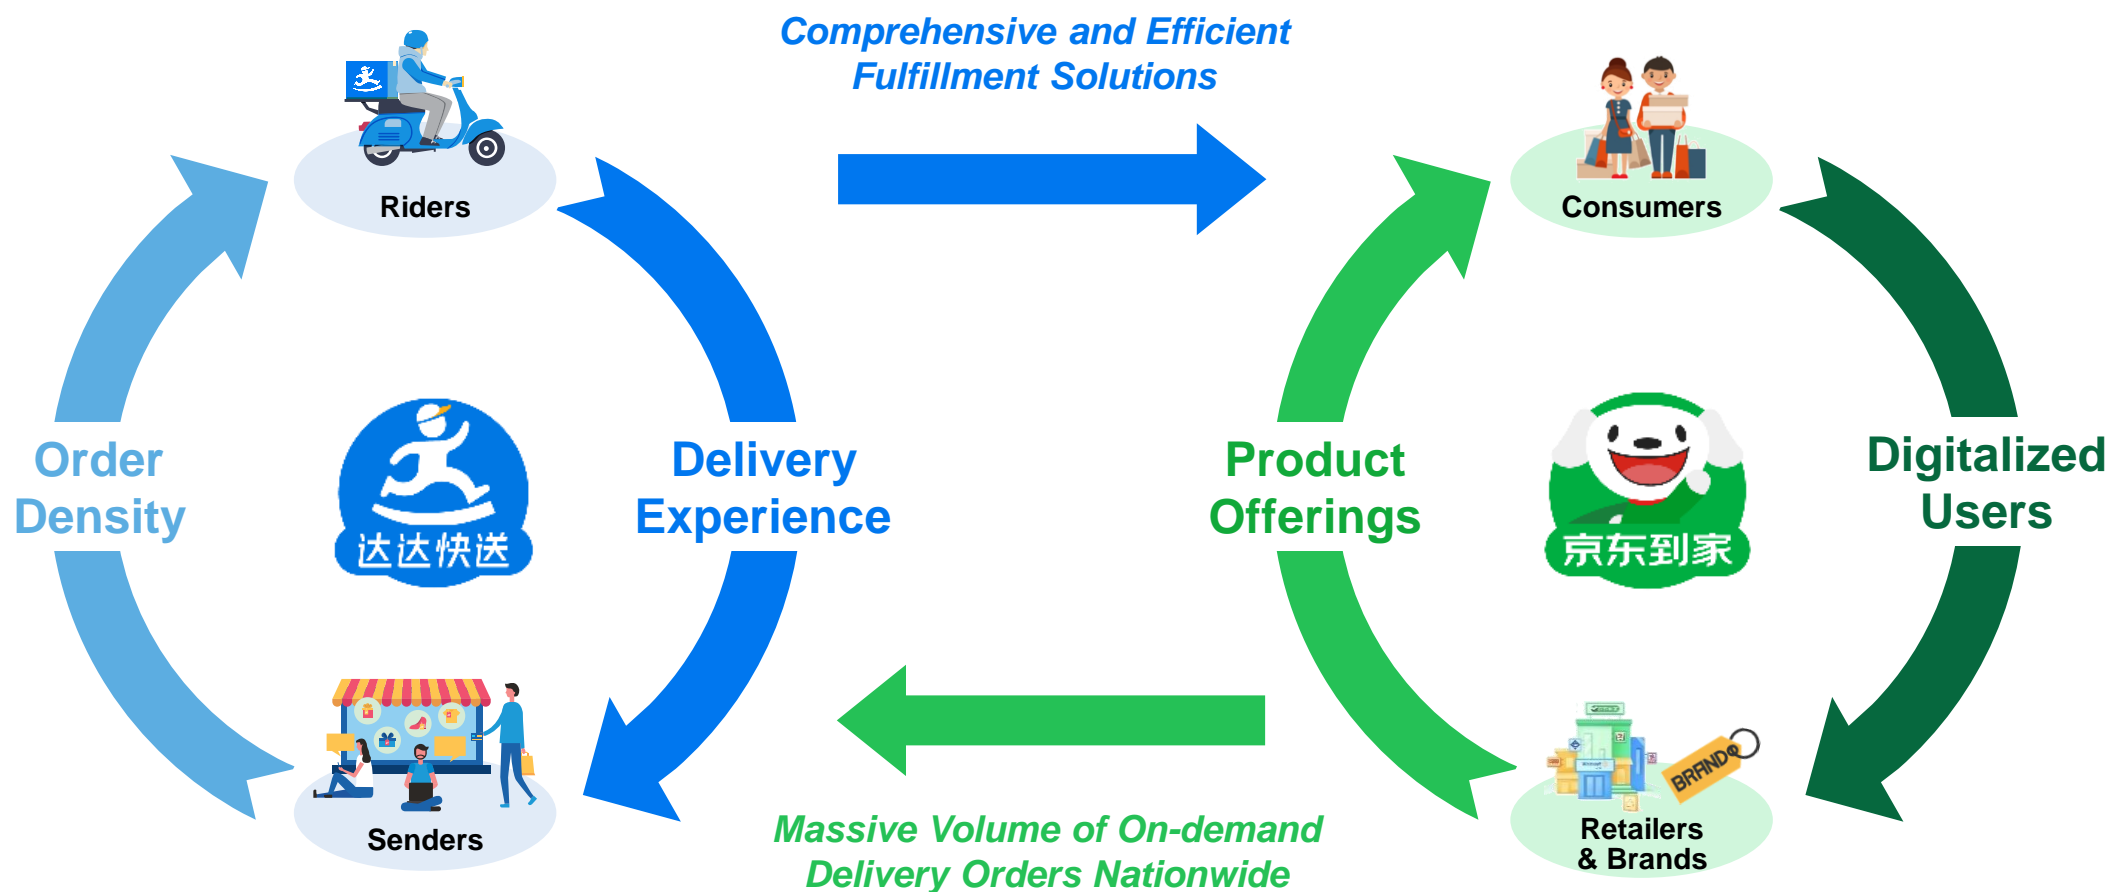 Comprehensive and Efficient
Fulfillment Solutions
Riders
Consumers
Order
Density
达达快送
Delivery
Experience
Product
Offerings
京东到家
Digitalized
Users
Senders
BRAND
Retailers
& Brands
Massive Volume of On-demand
Delivery Orders Nationwide